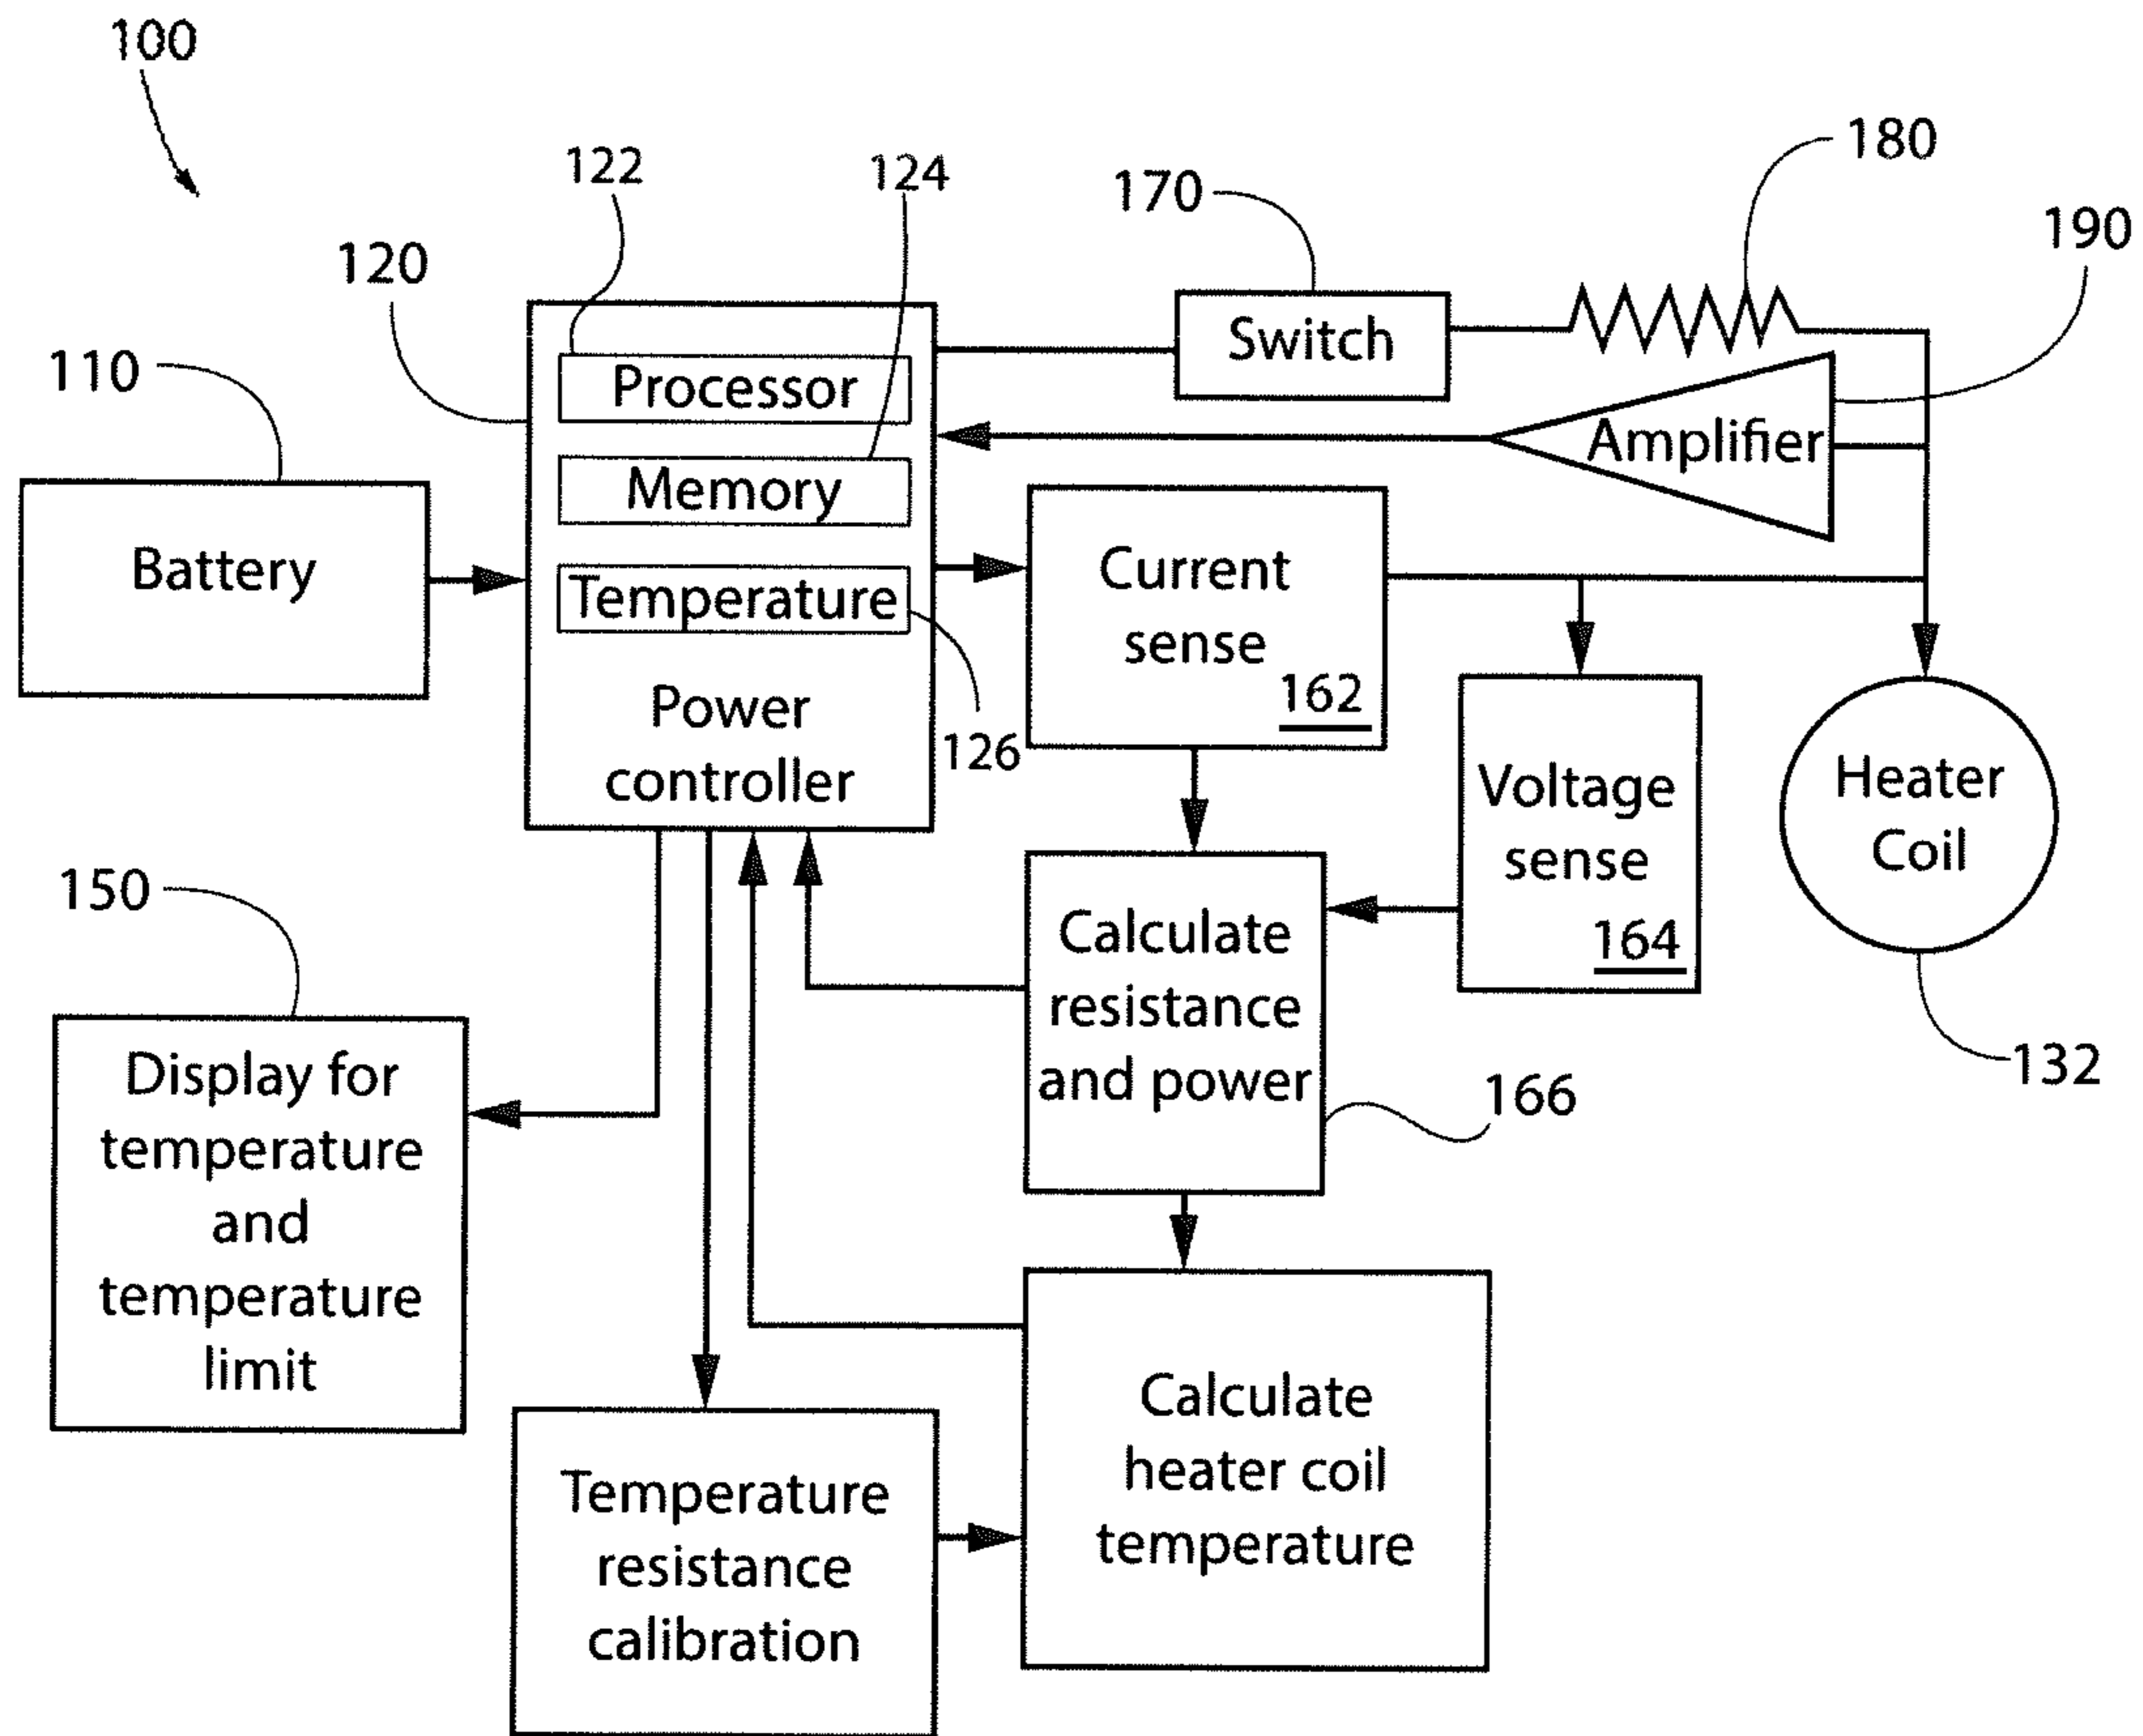 100
122
124
180
170
190
120
110
Switch
Processor
Amplifier
Memory
Battery
Current
sense
162
Temperature
Power
controller
126
Voltage
sense
164
Heater
Coil
132
150
Calculate
resistance
and power
166
Display for
temperature
and
temperature
limit
Calculate
heater coil
temperature
Temperature
resistance
calibration